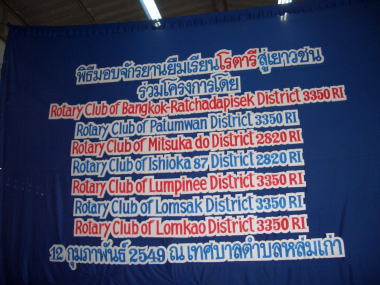 พิธีมอบจักรยานยืมเรียนโรตารีสู่เยาวชน
ร่วมโครงการโดย
Rotary Club of Bangkok-Ratchadapisek District 3350 RI
Rotary Club of Patumwan District 3350 RI
Rotary Club of Mitsuka do District 2820 RI
Rotary Club of Ishioka 87 District 2820 RI
Rotary Club of Lumpinee District 3350 RI
Rotary Club of Lomsak District 3350 RI
Rotary Club of Lomkao District 3350 RI
12 กุมภาพันธ์ 2549 ณ เทศบาลตำบลหล่มเก่า